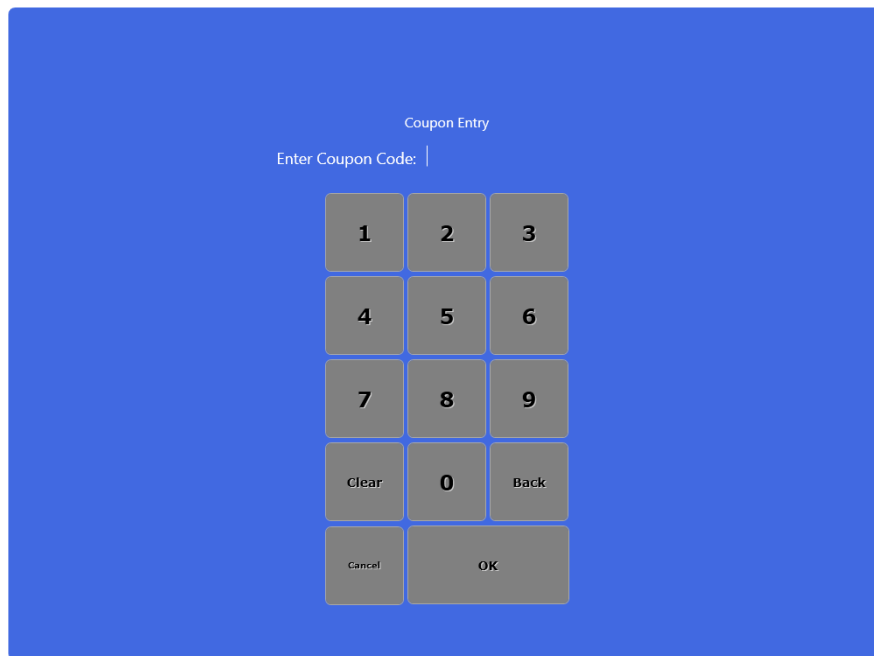 Coupon Entry
Enter Coupon Code:
1 2 3
4 5 6
7 8 9
Clear 0 Back
Cancel OK